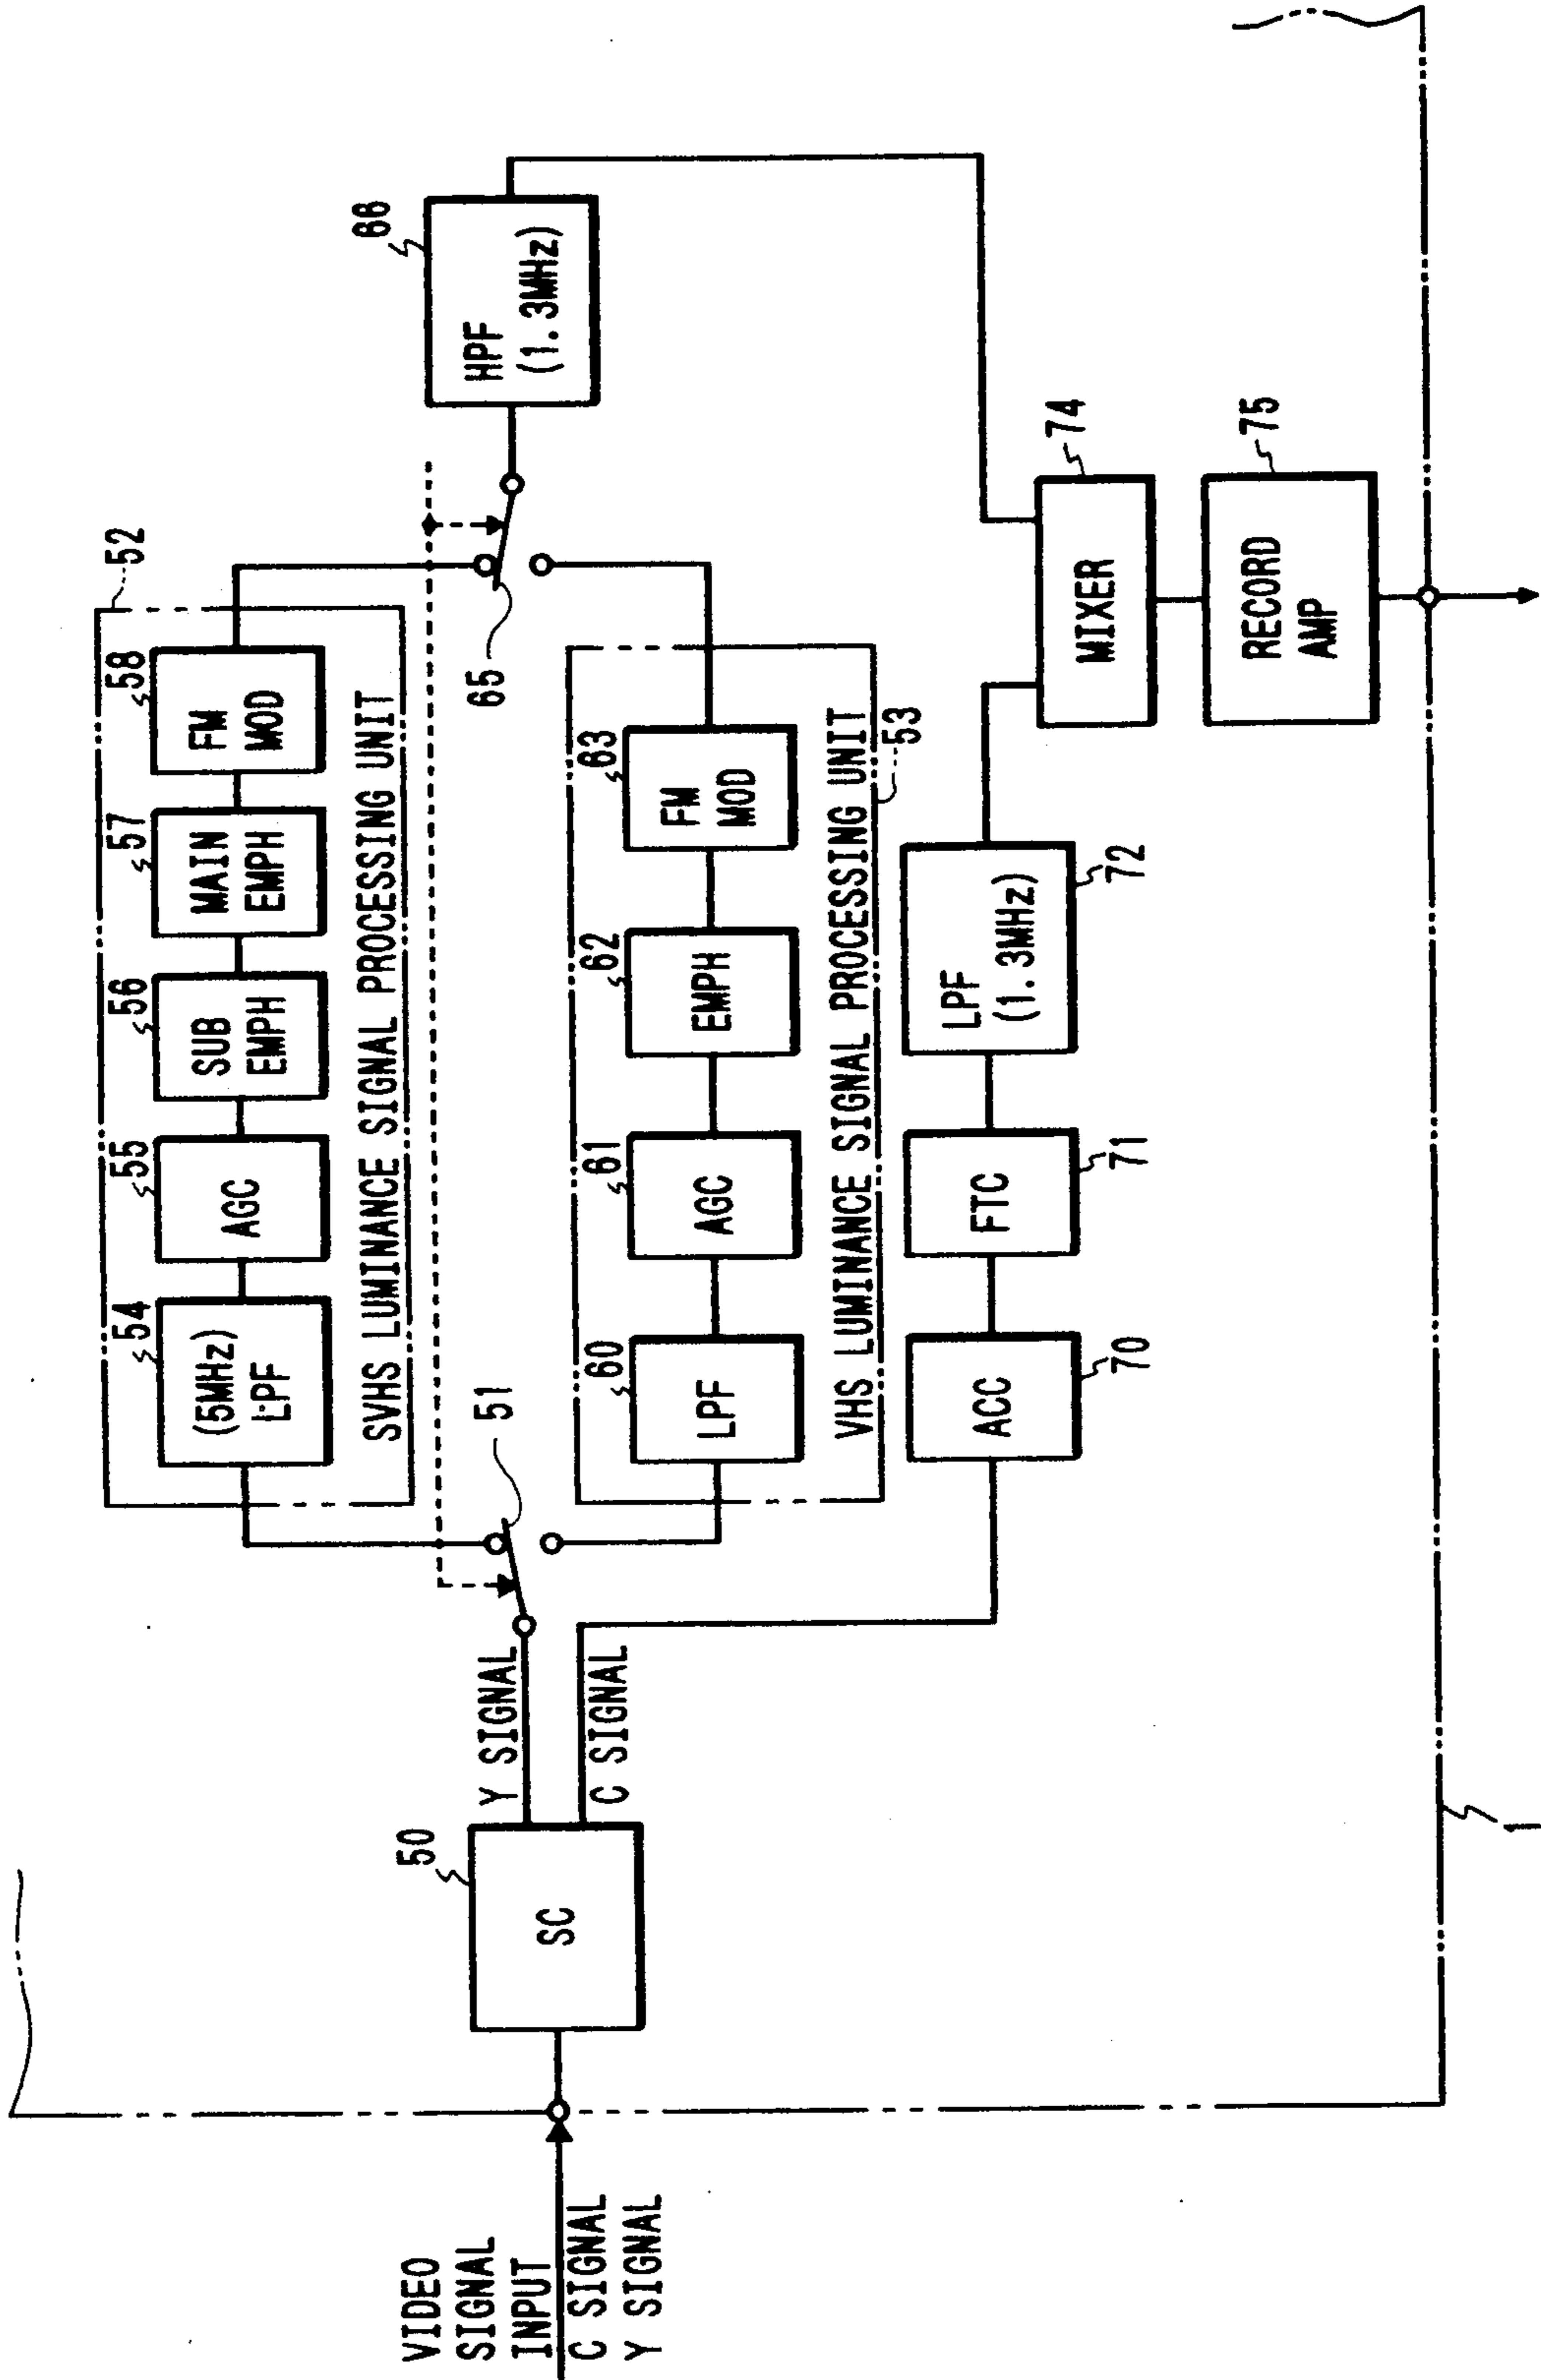 VIDEO
SIGNAL
INPUT
C SIGNAL
Y SIGNAL
50
SC
Y SIGNAL
C SIGNAL
51
52
54
(5MHz)
LPF
55
AGC
56
SUB
EMPH
57
MAIN
EMPH
58
FM
MOD
SVHS LUMINANCE SIGNAL PROCESSING UNIT
65
66
HPF
(1.3MHz)
60
LPF
61
AGC
62
EMPH
63
FM
MOD
VHS LUMINANCE SIGNAL PROCESSING UNIT
53
ACC
70
FTC
71
LPF
(1.3MHz)
72
MIXER
74
RECORD
AMP
75
1